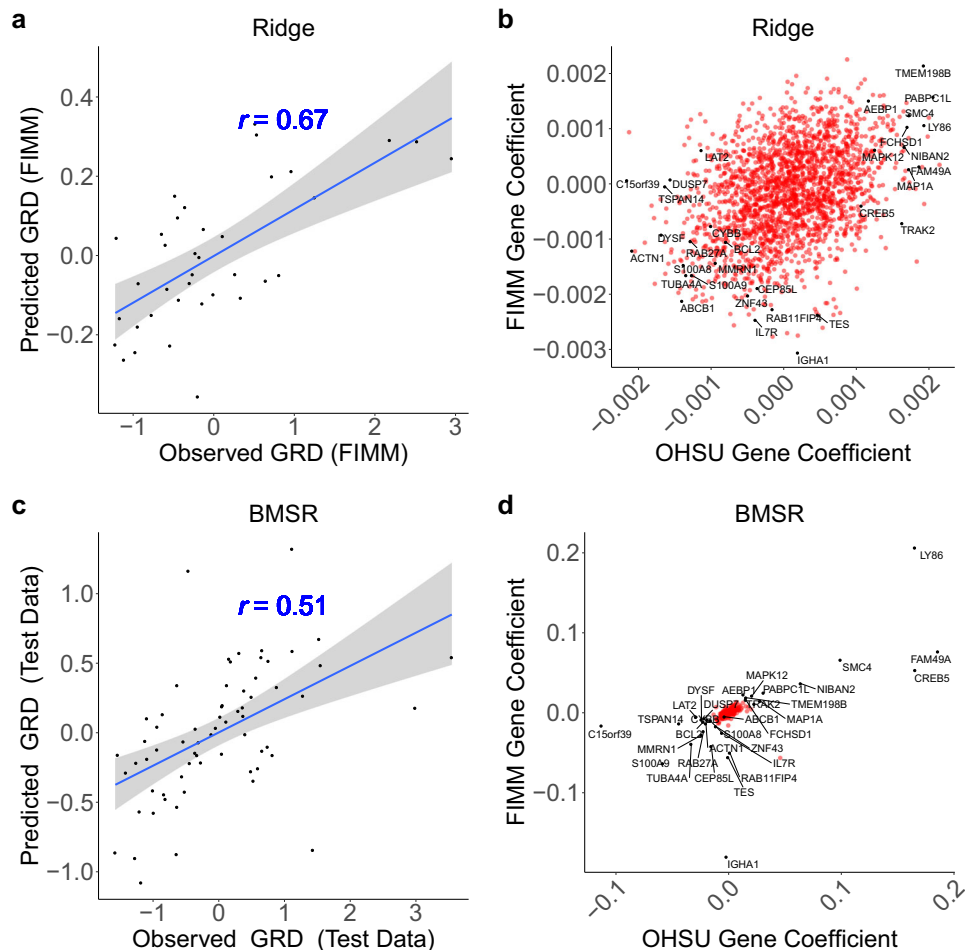 a
Ridge
Predicted GRD (FIMM)
0.4
0.2
0.0
−0.2
r = 0.67
−1 0 1 2 3
Observed GRD (FIMM)
b
Ridge
FIMM Gene Coefficient
0.002
0.001
0.000
−0.001
−0.002
−0.003
TMEM198B
PABPC1L
AEBP1
SMC4
LY86
FCHSD1
LAT2
MAPK12
NIBAN2
FAM49A
C15orf39
DUSP7
MAP1A
TSPAN14
CREB5
TRAK2
CYBB
DYSF
BCL2
RAB27A
ACTN1
S100A8
MMRN1
TUBA4A
S100A9
CEP85L
ABCB1
ZNF43
RAB11FIP4
TES
IL7R
IGHA1
−0.002 −0.001 0.000 0.001 0.002
OHSU Gene Coefficient
c
BMSR
Predicted GRD (Test Data)
1.0
0.5
0.0
−0.5
−1.0
r = 0.51
−1 0 1 2 3
Observed GRD (Test Data)
d
BMSR
FIMM Gene Coefficient
0.2
0.1
0.0
−0.1
LY86
SMC4
FAM49A
CREB5
MAPK12
DYSF
AEBP1
PABPC1L
NIBAN2
LAT2
DUSP7
TRAK2
TMEM198B
TSPAN14
CYBB
ABCB1
MAP1A
C15orf39
BCL2
S100A8
FCHSD1
MMRN1
ACTN1
ZNF43
S100A9
RAB27A
IL7R
TUBA4A
CEP85L
RAB11FIP4
TES
IGHA1
−0.1 0.0 0.1 0.2
OHSU Gene Coefficient